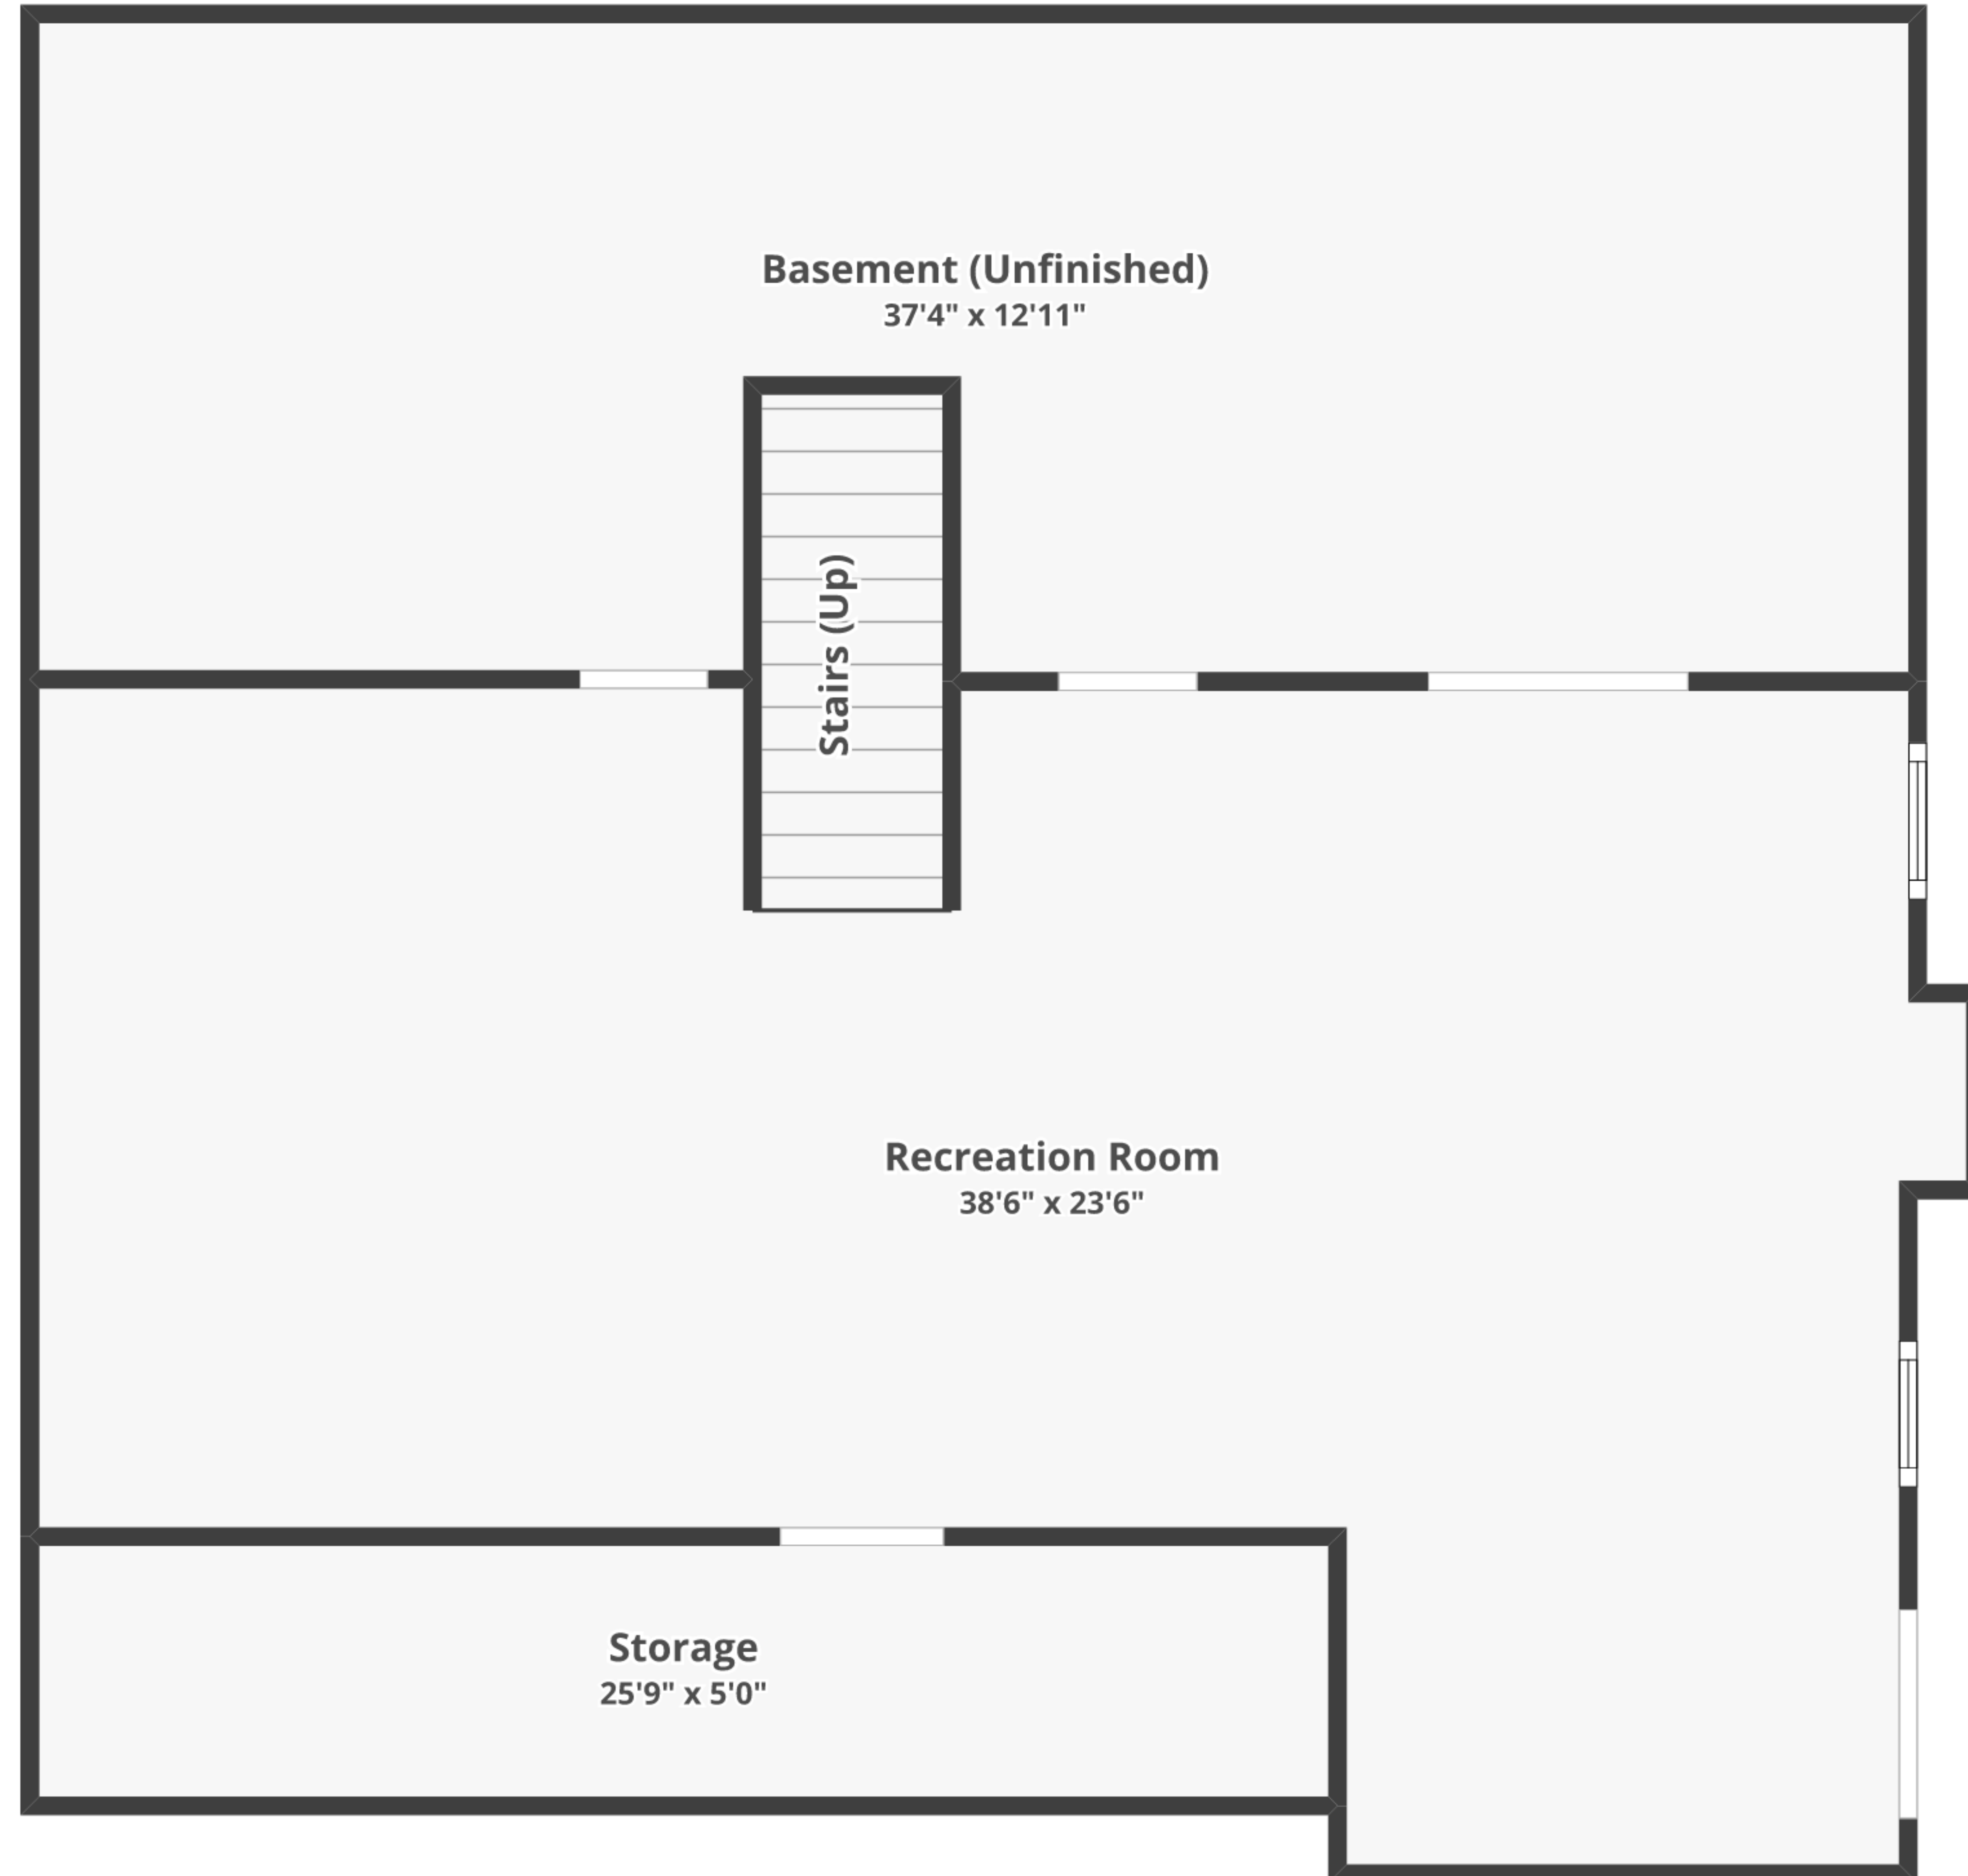 Basement (Unfinished)
37'4" x 12'11"
Stairs (Up)
Recreation Room
38'6" x 23'6"
Storage
25'9" x 5'0"